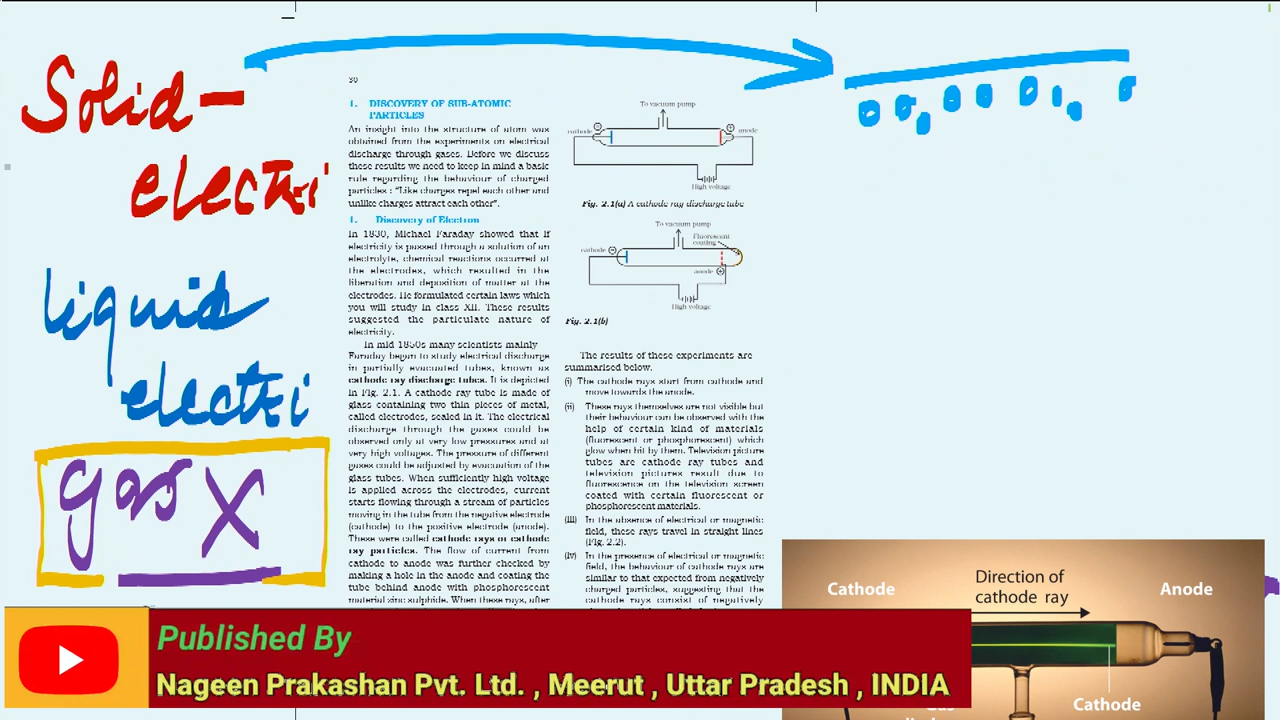 Solid-
electri
liquid
electri
gas X
30
1. DISCOVERY OF SUB-ATOMIC
PARTICLES
An insight into the structure of atom was
obtained from the experiments on electrical
discharge through gases. Before we discuss
these results we need to keep in mind a basic
rule regarding the behaviour of charged
particles : “Like charges repel each other and
unlike charges attract each other”.
1. Discovery of Electron
In 1830, Michael Faraday showed that if
electricity is passed through a solution of an
electrolyte, chemical reactions occurred at
the electrodes, which resulted in the
liberation and deposition of matter at the
electrodes. He formulated certain laws which
you will study in class XII. These results
suggested the particulate nature of
electricity.
In mid 1850s many scientists mainly
Faraday began to study electrical discharge
in partially evacuated tubes, known as
cathode ray discharge tubes. It is depicted
in Fig. 2.1. A cathode ray tube is made of
glass containing two thin pieces of metal,
called electrodes, sealed in it. The electrical
discharge through the gases could be
observed only at very low pressures and at
very high voltages. The pressure of different
gases could be adjusted by evacuation of the
glass tubes. When sufficiently high voltage
is applied across the electrodes, current
starts flowing through a stream of particles
moving in the tube from the negative electrode
(cathode) to the positive electrode (anode).
These were called cathode rays or cathode
ray particles. The flow of current from
cathode to anode was further checked by
making a hole in the anode and coating the
tube behind anode with phosphorescent
material zinc sulphide. When these rays, after
To vacuum pump
cathode
anode
High voltage
Fig. 2.1(a) A cathode ray discharge tube
To vacuum pump
Fluorescent
coating
cathode
anode
High voltage
Fig. 2.1(b)
The results of these experiments are
summarised below.
(i) The cathode rays start from cathode and
move towards the anode.
(ii) These rays themselves are not visible but
their behaviour can be observed with the
help of certain kind of materials
(fluorescent or phosphorescent) which
glow when hit by them. Television picture
tubes are cathode ray tubes and
television pictures result due to
fluorescence on the television screen
coated with certain fluorescent or
phosphorescent materials.
(iii) In the absence of electrical or magnetic
field, these rays travel in straight lines
(Fig. 2.2).
(iv) In the presence of electrical or magnetic
field, the behaviour of cathode rays are
similar to that expected from negatively
charged particles, suggesting that the
cathode rays consist of negatively
Cathode
Direction of
cathode ray
Anode
Cathode
Published By
Nageen Prakashan Pvt. Ltd. , Meerut , Uttar Pradesh , INDIA